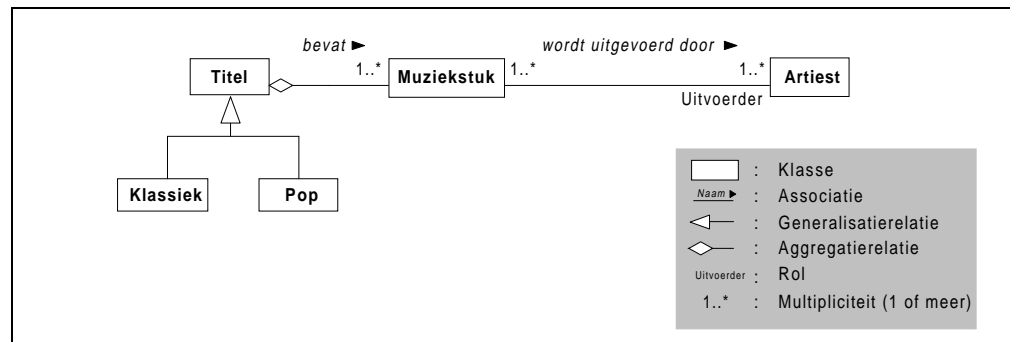 bevat ►
wordt uitgevoerd door ►
Titel
1..*
Muziekstuk
1..*
1..*
Artiest
Uitvoerder
Klassiek
Pop
: Klasse
Naam ► : Associatie
: Generalisatierelatie
: Aggregatierelatie
Uitvoerder : Rol
1..* : Multipliciteit (1 of meer)